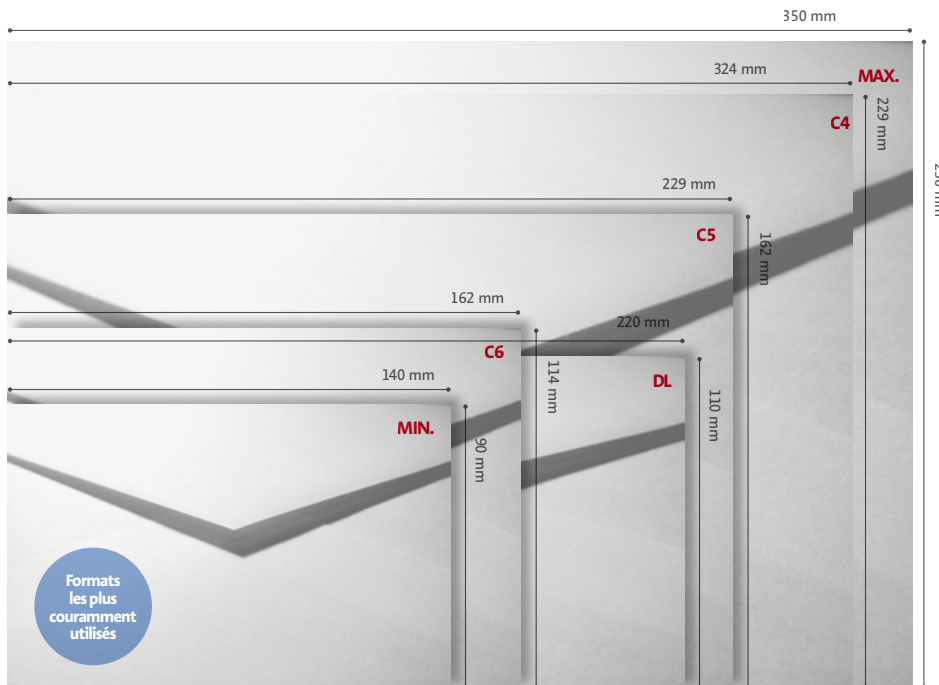 350 mm
324 mm
MAX.
C4
229 mm
229 mm
C5
162 mm
162 mm
220 mm
C6
114 mm
DL
110 mm
140 mm
MIN.
90 mm
Formats
les plus
couramment
utilisés